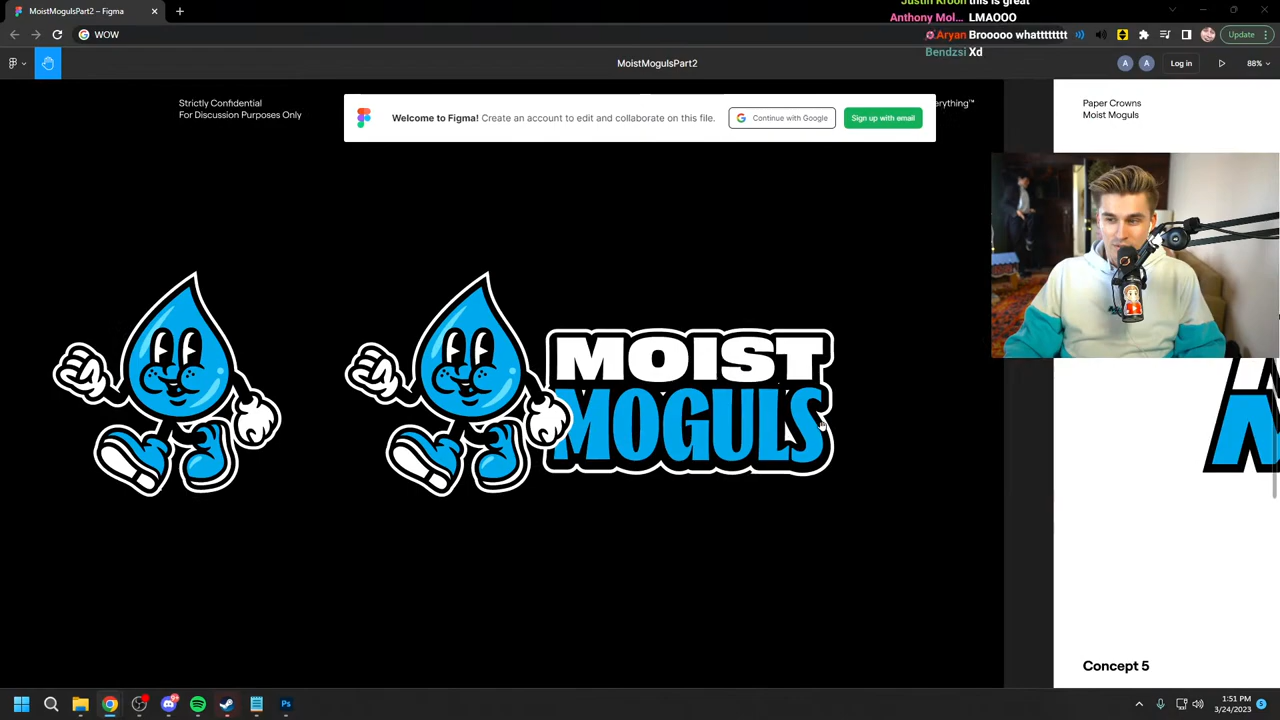 MoistMogulsPart2 – Figma
Justin Kroon this is great
Anthony Mol... LMAOOO
Aryan Brooooo whatttttttt
Bendzsi Xd
WOW
Update
MoistMogulsPart2
A
A
Log in
88%
Strictly Confidential
For Discussion Purposes Only
Welcome to Figma! Create an account to edit and collaborate on this file.
Continue with Google
Sign up with email
erything™
Paper Crowns
Moist Moguls
MOIST
MOGULS
Concept 5
1:51 PM
3/24/2023